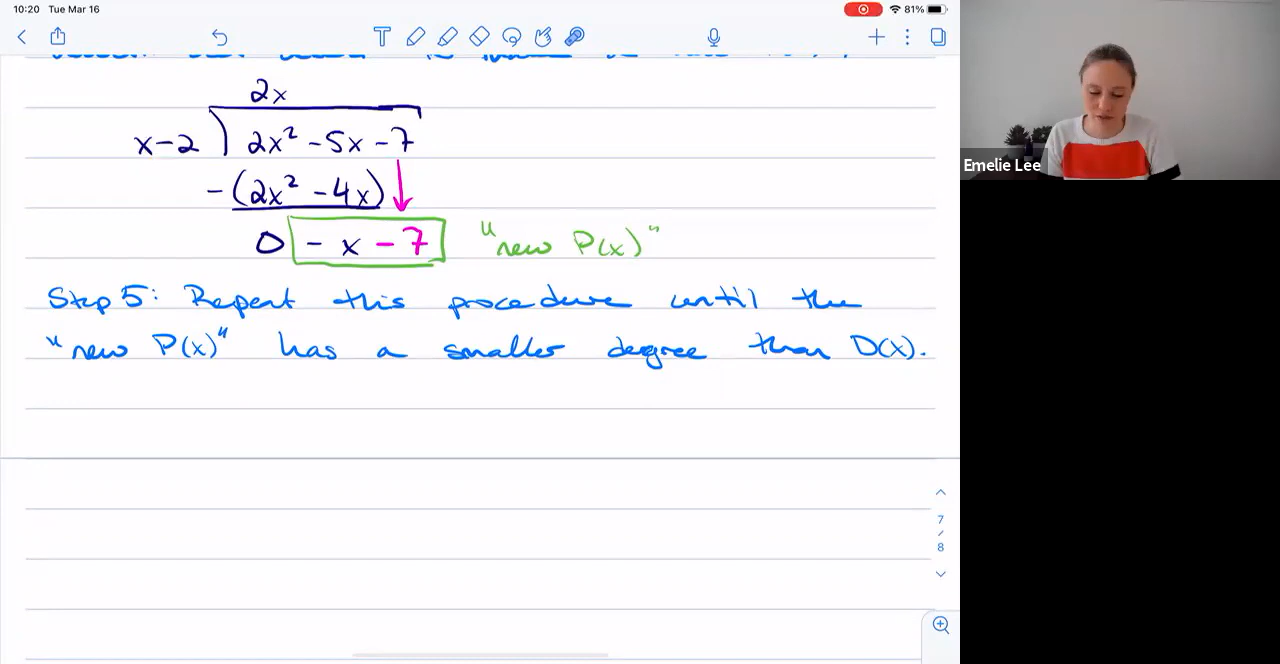 10:20 Tue Mar 16
81%
2x
x-2 ) 2x² -5x -7
-(2x² -4x)
0 - x - 7 "new P(x)"
Step 5: Repeat this procedure until the
"new P(x)" has a smaller degree than D(x).
7
/
8
Emelie Lee